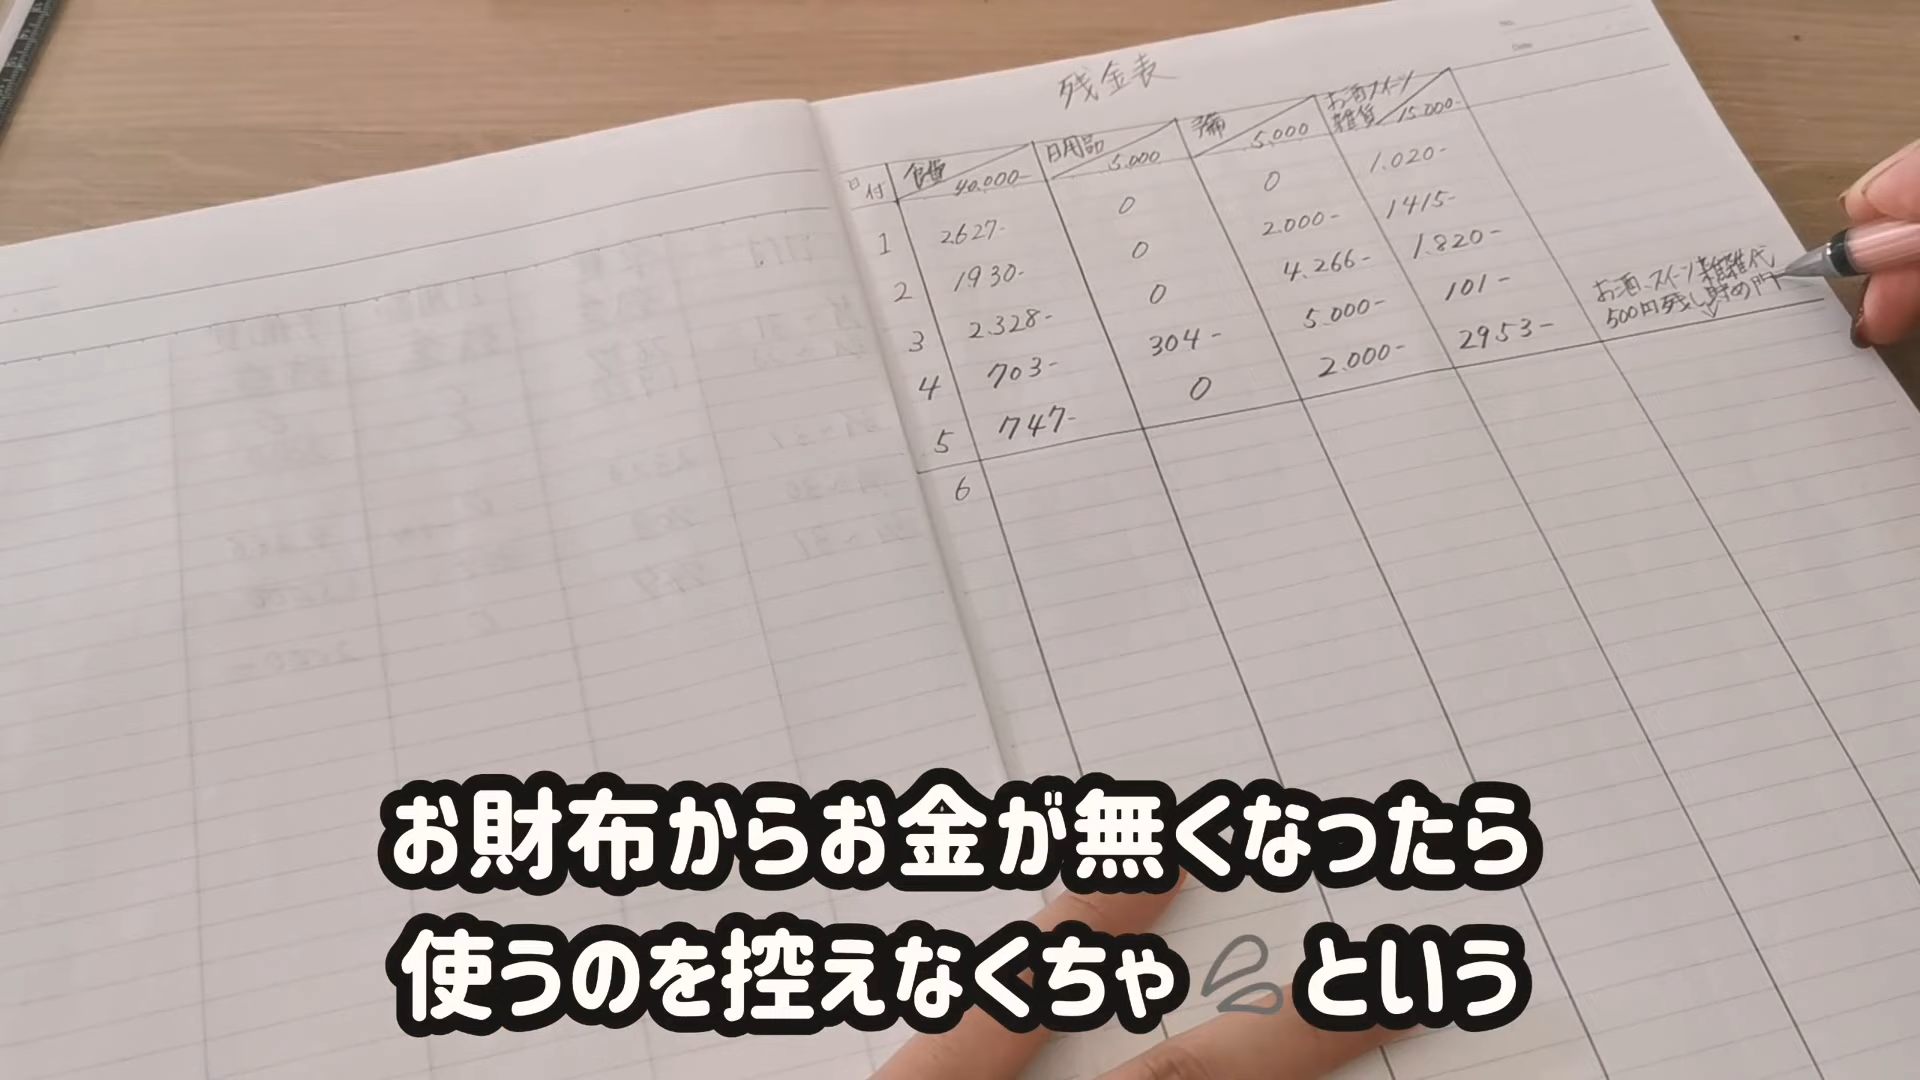 残金表
日付 食費 40.000- 日用品 5.000 予備 5.000 お酒スイーツ雑貨 15.000-
1 2627- 0 0 1.020-
2 1930- 0 2.000- 1415-
3 2.328- 0 4.266- 1.820-
4 703- 304- 5.000- 101-
5 747- 0 2.000- 2953-
お酒、スイーツ雑
500円残し貯め
6
お財布からお金が無くなったら
使うのを控えなくちゃ💦という